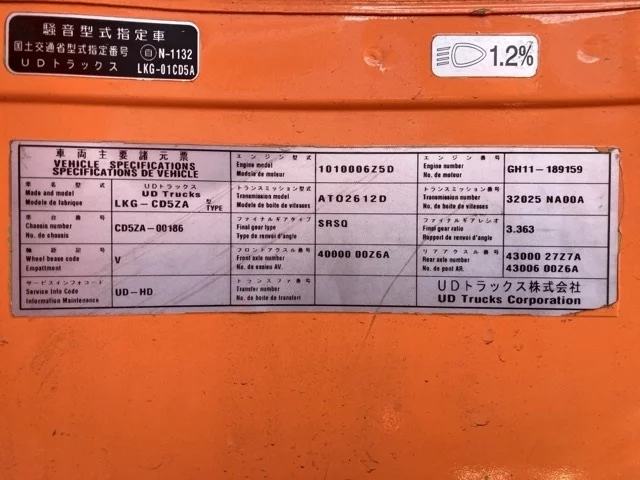 騒音型式指定車
国土交通省型式指定番号 自 N-1132
UDトラックス LKG-01CD5A
1.2%
車両主要諸元票
VEHICLE SPECIFICATIONS
SPECIFICATIONS DE VEHICLE
エンジン型式
Engine model
Modele de moteur
1010006Z5D
エンジン番号
Engine number
No. de moteur
GH11-189159
車名型式
Made and model
Modele de fabrique
UDトラックス
UD Trucks
LKG-CD5ZA
型 TYPE
トランスミッション型式
Transmission model
Modele de boite de vitesses
ATO2612D
トランスミッション番号
Transmission number
No. de boite de vitesses
32025 NA00A
車台番号
Chassis number
No. de chassis
CD5ZA-00186
ファイナルギアタイプ
Final gear type
Type de renvoi d'angle
SRSQ
ファイナルギアレシオ
Final gear ratio
Rapport de renvoi d'angle
3.363
軸距記号
Wheel bease code
Empattment
V
フロントアクスル番号
Front axle number
No. de essieu AV.
40000 00Z6A
リアアクスル番号
Rear axle number
No. de pont AR.
43000 27Z7A
43006 00Z6A
サービスインフォコード
Service Info Code
Information Maintenance
UD-HD
トランスファ番号
Transfer number
No. de boite de transfert
UDトラックス株式会社
UD Trucks Corporation